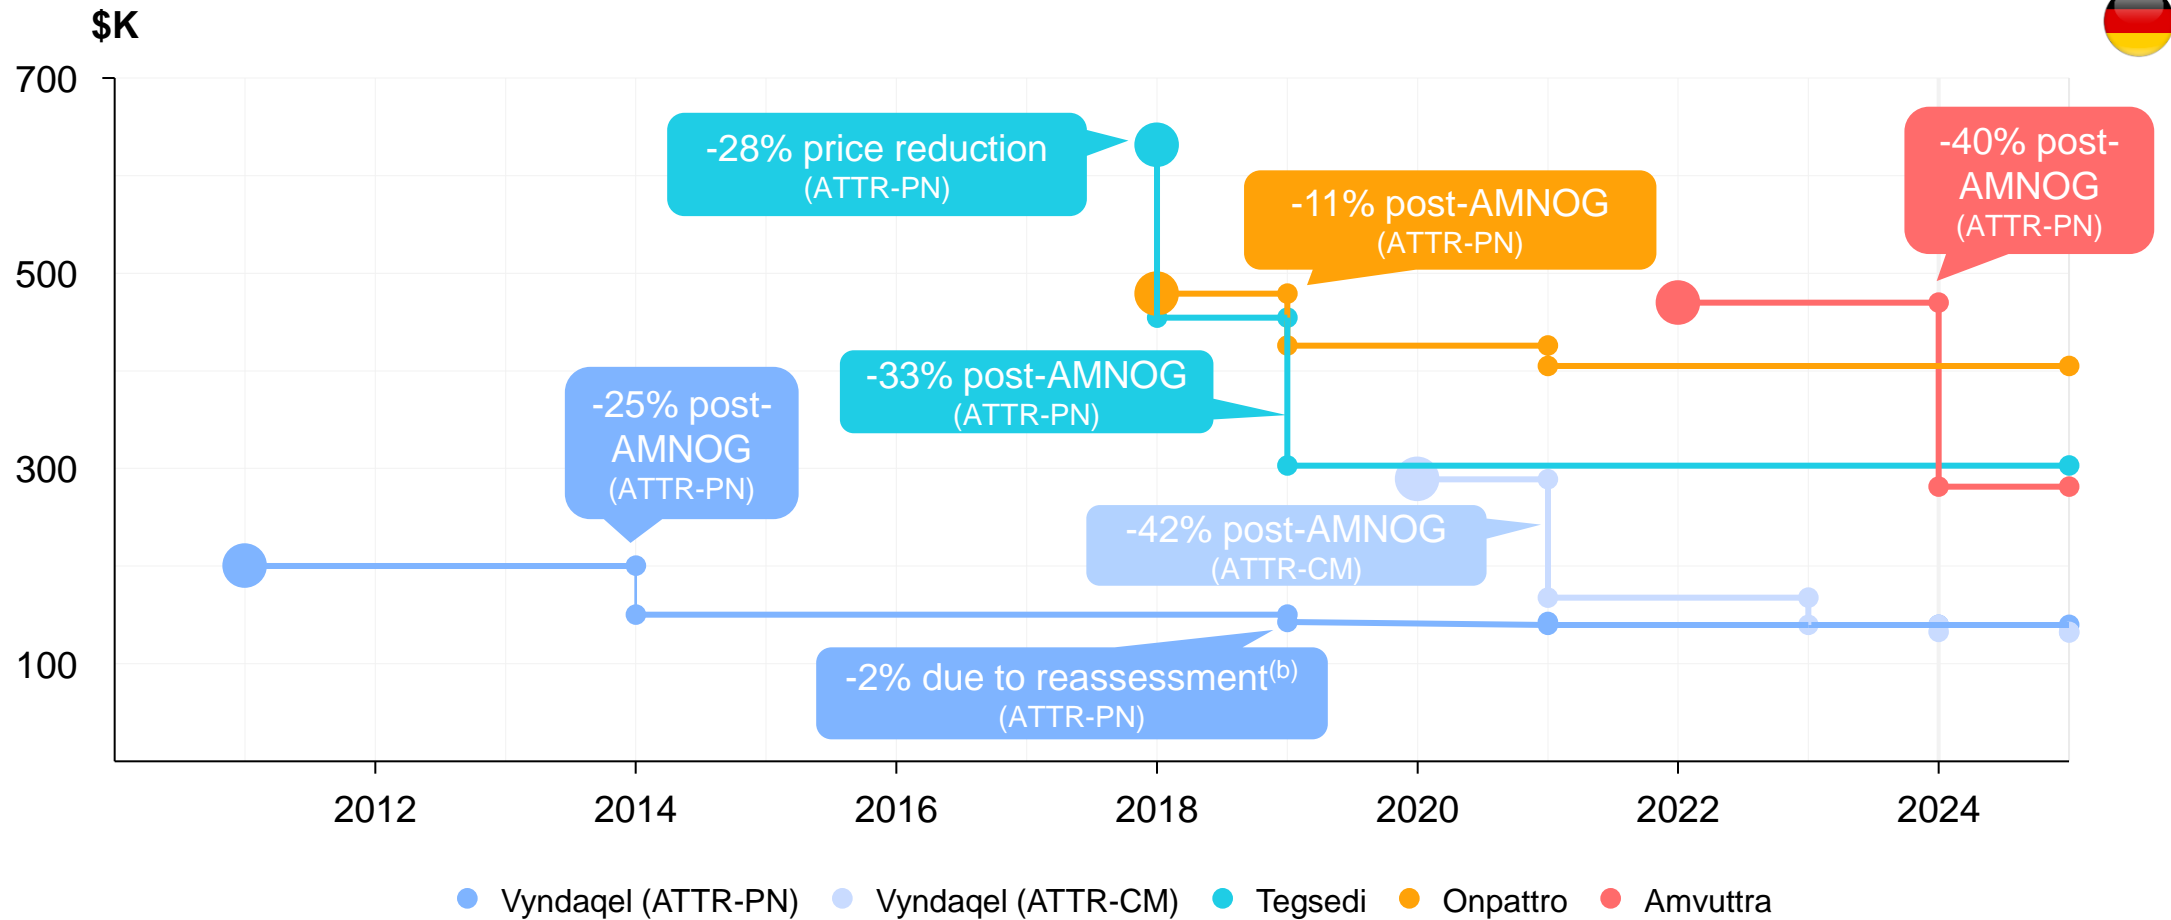 $K
700
500
300
100
-28% price reduction
(ATTR-PN)
-11% post-AMNOG
(ATTR-PN)
-40% post-
AMNOG
(ATTR-PN)
-33% post-AMNOG
(ATTR-PN)
-25% post-
AMNOG
(ATTR-PN)
-42% post-AMNOG
(ATTR-CM)
-2% due to reassessment(b)
(ATTR-PN)
2012 2014 2016 2018 2020 2022 2024
Vyndaqel (ATTR-PN) Vyndaqel (ATTR-CM) Tegsedi Onpattro Amvuttra